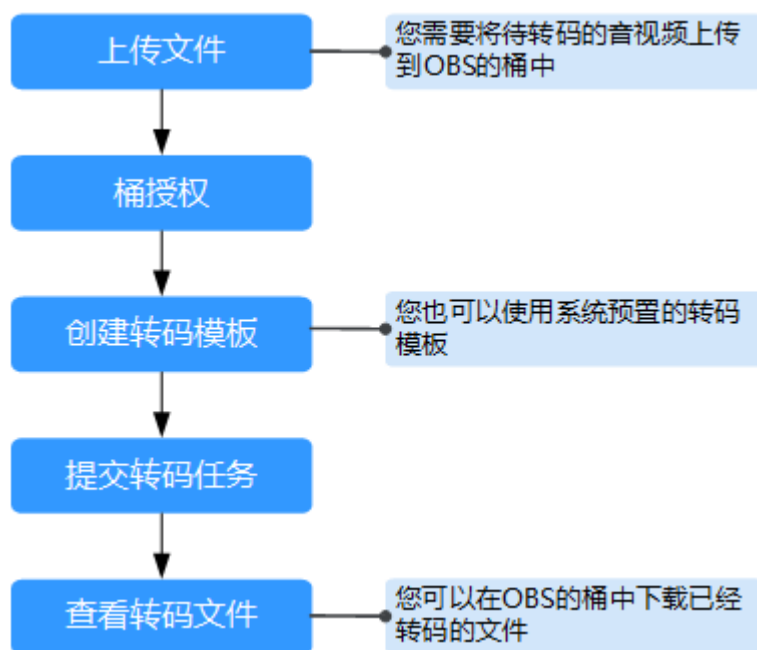 上传文件
您需要将待转码的音视频上传
到OBS的桶中
桶授权
创建转码模板
您也可以使用系统预置的转码
模板
提交转码任务
查看转码文件
您可以在OBS的桶中下载已经
转码的文件